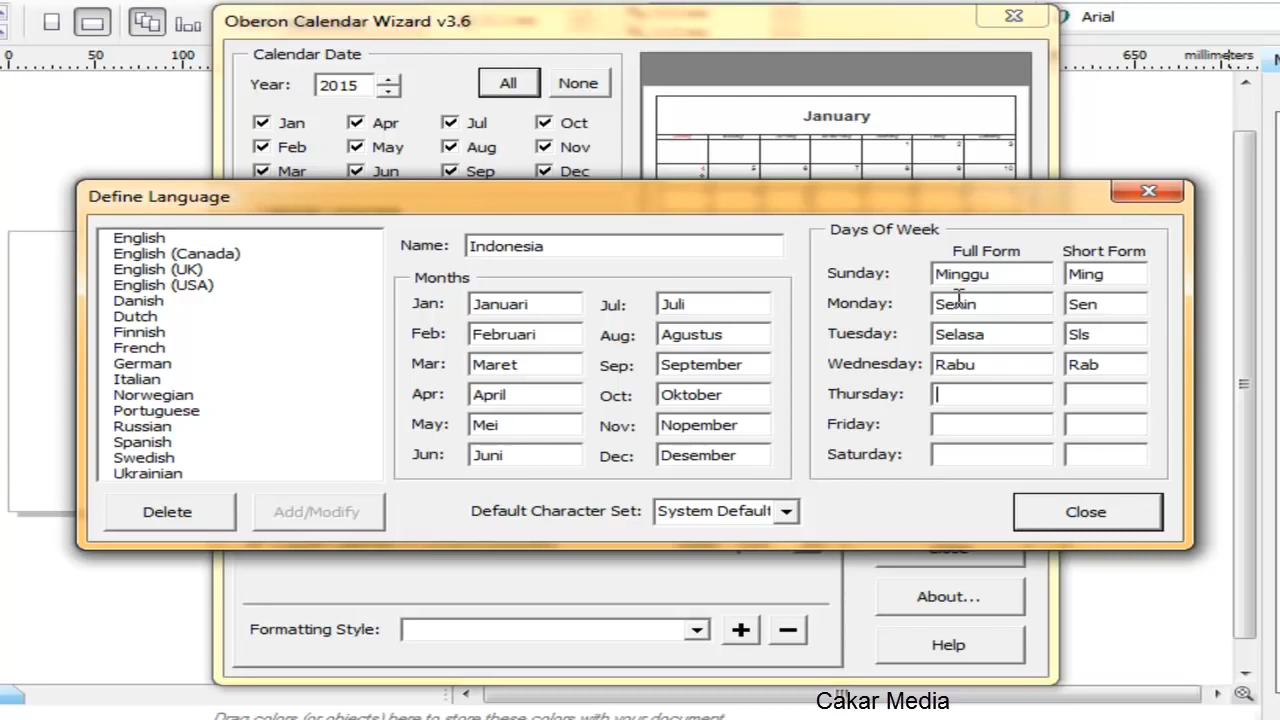 Oberon Calendar Wizard v3.6
Arial
0 50 100 650 millimeters
Calendar Date
Year: 2015 All None
Jan Apr Jul Oct
Feb May Aug Nov
Mar Jun Sep Dec
January
Define Language
English
English (Canada)
English (UK)
English (USA)
Danish
Dutch
Finnish
French
German
Italian
Norwegian
Portuguese
Russian
Spanish
Swedish
Ukrainian
Delete Add/Modify
Name: Indonesia
Months
Jan: Januari Jul: Juli
Feb: Februari Aug: Agustus
Mar: Maret Sep: September
Apr: April Oct: Oktober
May: Mei Nov: Nopember
Jun: Juni Dec: Desember
Default Character Set: System Default
Days Of Week
Full Form Short Form
Sunday: Minggu Ming
Monday: Senin Sen
Tuesday: Selasa Sls
Wednesday: Rabu Rab
Thursday:
Friday:
Saturday:
Close
Close
About...
Formatting Style: + −
Help
Cakar Media
Drag colors (or objects) here to store these colors with your document